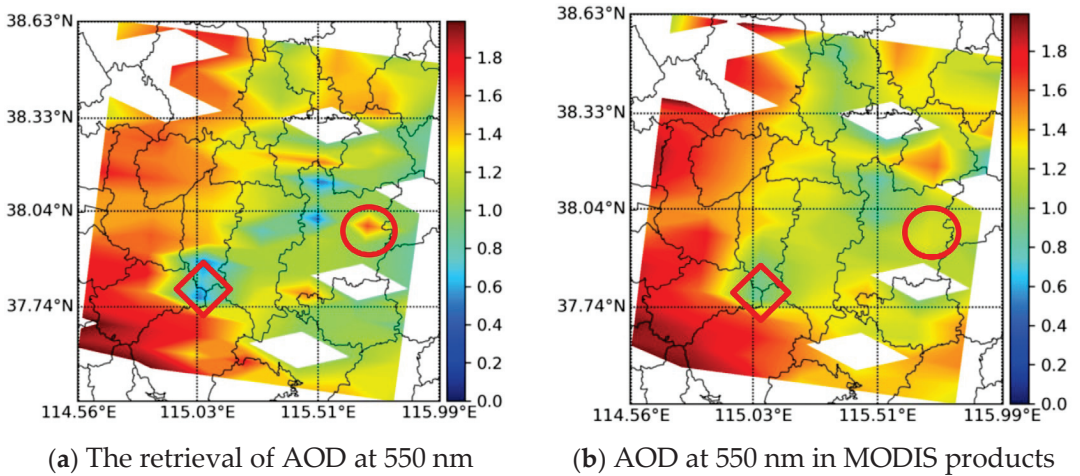 38.63°N
38.33°N
38.04°N
37.74°N
114.56°E 115.03°E 115.51°E 115.99°E
1.8
1.6
1.4
1.2
1.0
0.8
0.6
0.4
0.2
0.0
(a) The retrieval of AOD at 550 nm
38.63°N
38.33°N
38.04°N
37.74°N
114.56°E 115.03°E 115.51°E 115.99°E
1.8
1.6
1.4
1.2
1.0
0.8
0.6
0.4
0.2
0.0
(b) AOD at 550 nm in MODIS products